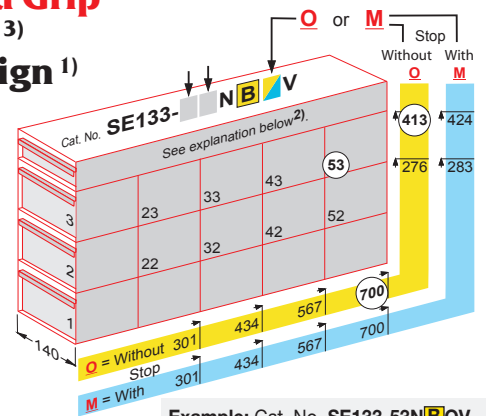 Grip
3)
ign 1)
O or M
Stop
Without With
O M
Cat. No. SE133- N B V
See explanation below2).
413 424
53
276 283
3 23 33 43
2 22 32 42 52
1
140
O = Without 301 434 567 700
Stop
M = With 301 434 567 700
Example: Cat. No. SE133-53NBOV